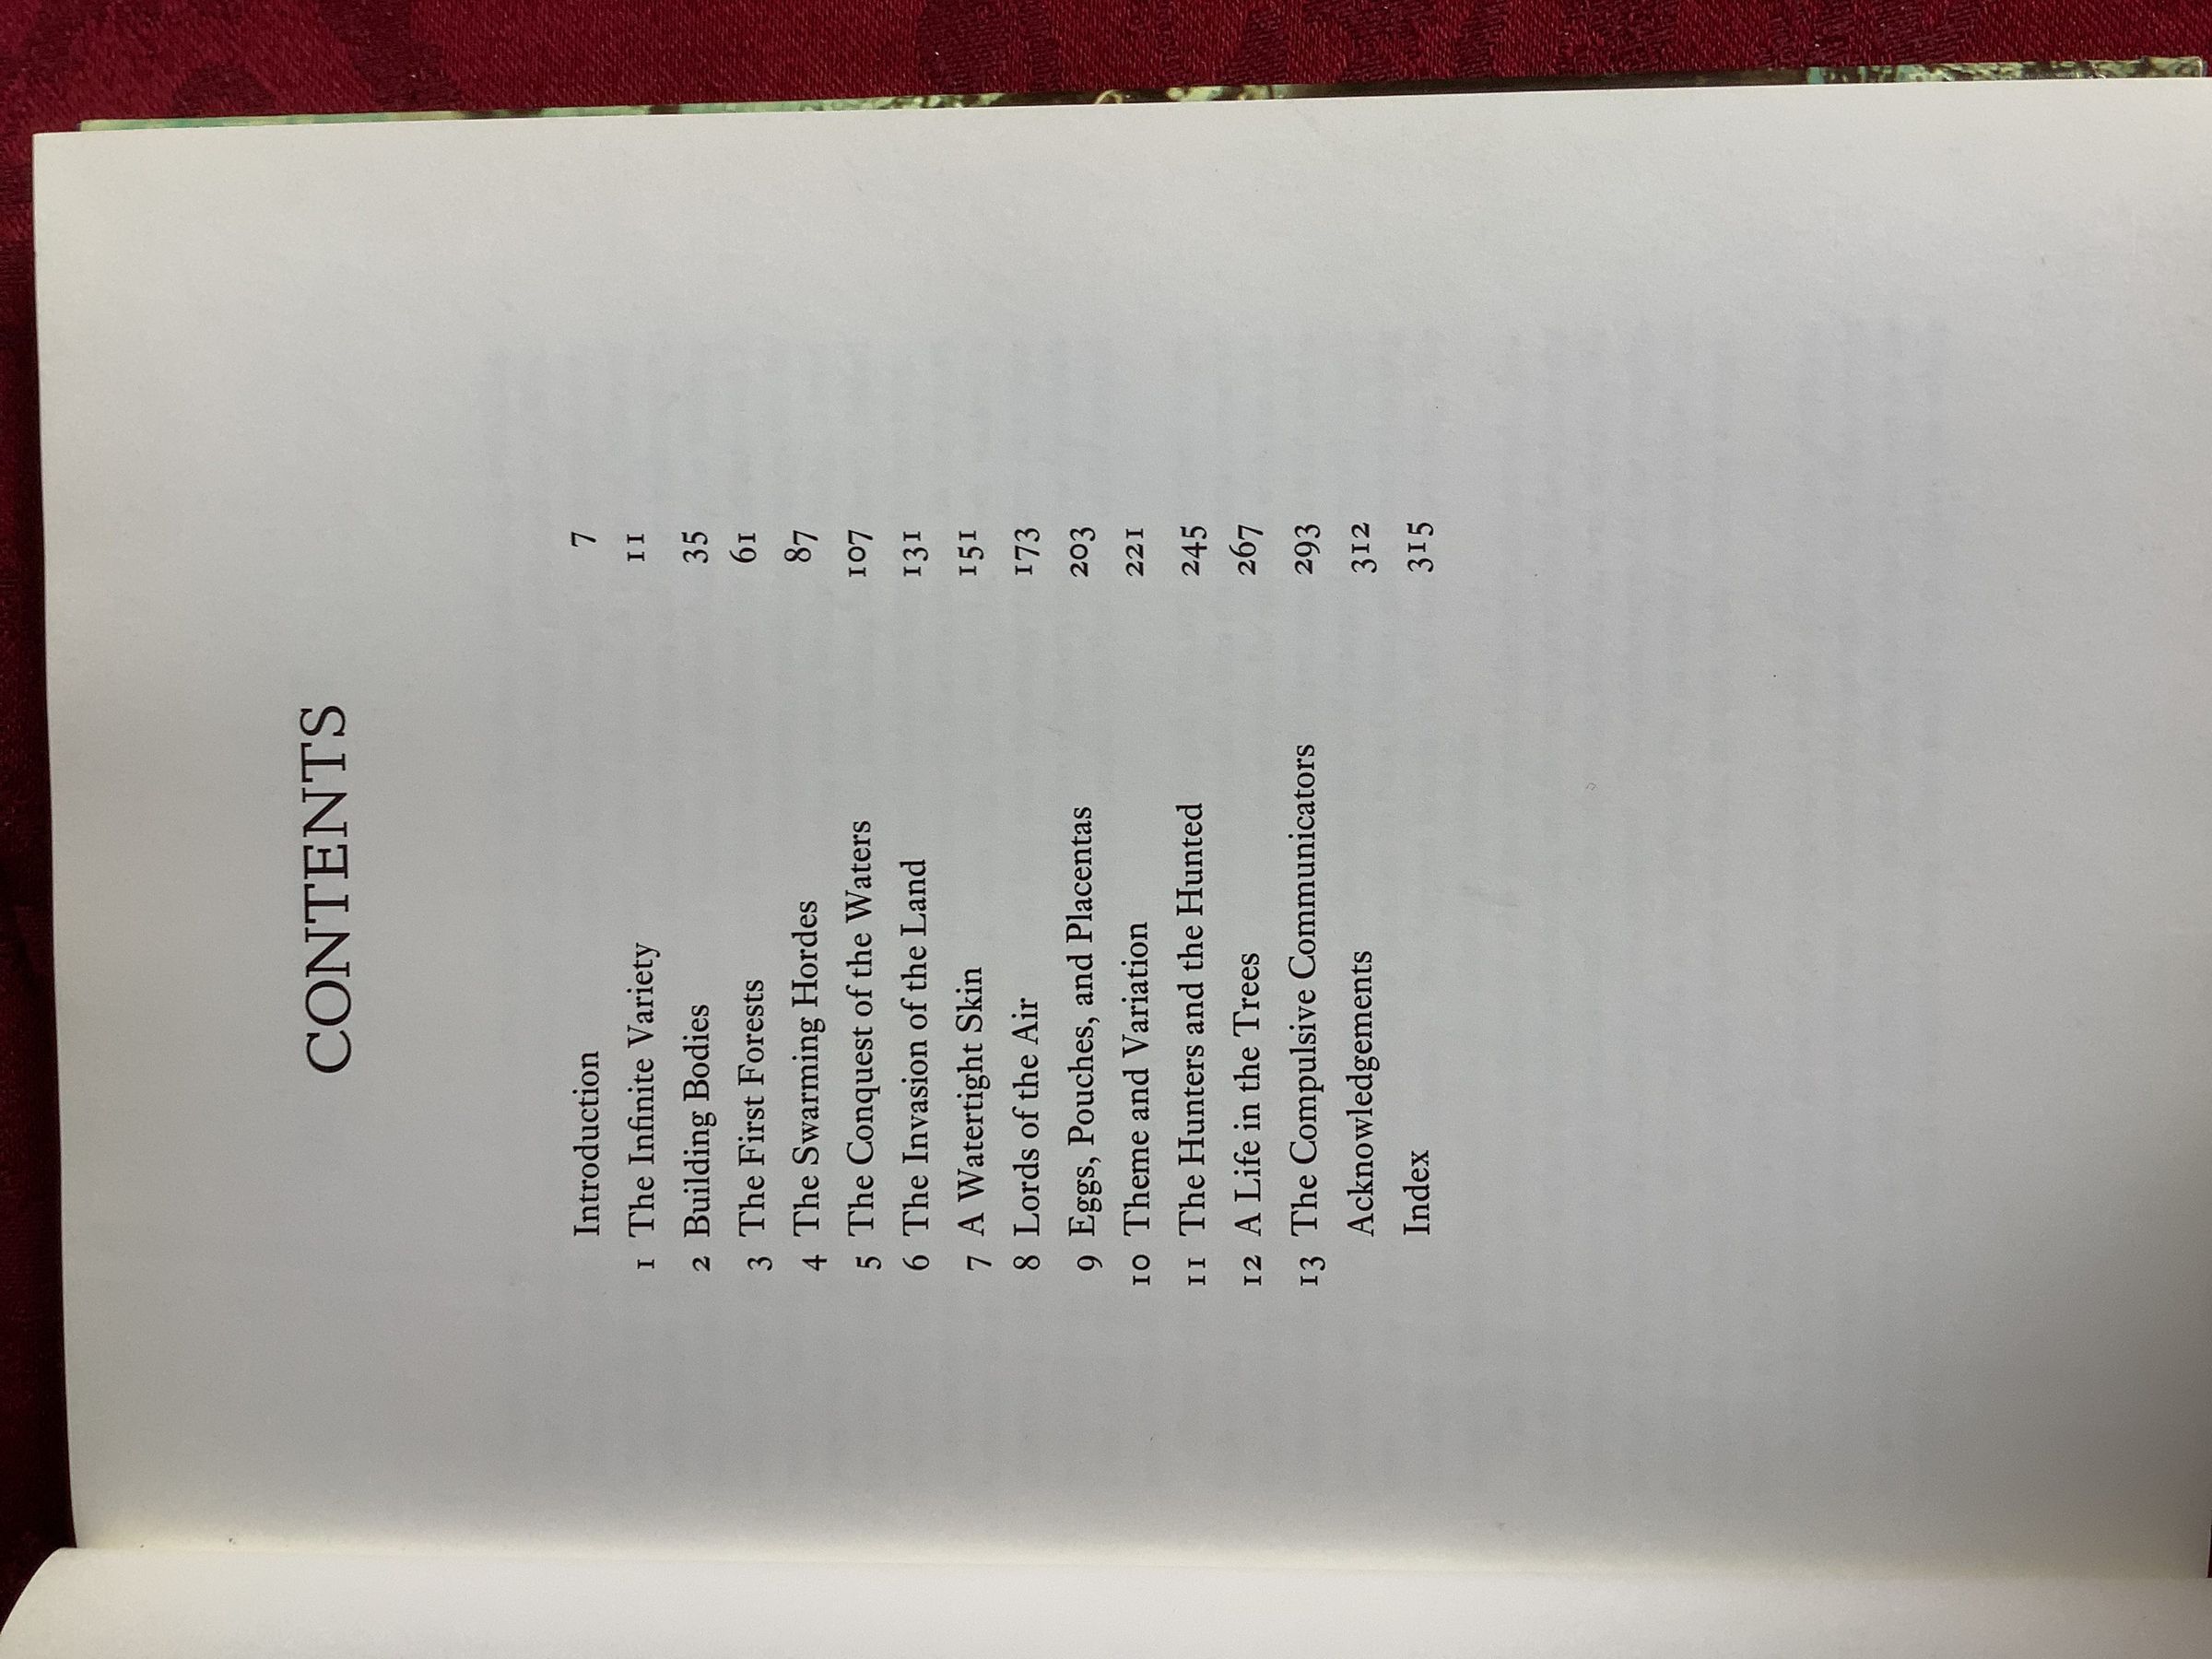 CONTENTS
Introduction 7
1 The Infinite Variety 11
2 Building Bodies 35
3 The First Forests 61
4 The Swarming Hordes 87
5 The Conquest of the Waters 107
6 The Invasion of the Land 131
7 A Watertight Skin 151
8 Lords of the Air 173
9 Eggs, Pouches, and Placentas 203
10 Theme and Variation 221
11 The Hunters and the Hunted 245
12 A Life in the Trees 267
13 The Compulsive Communicators 293
Acknowledgements 312
Index 315